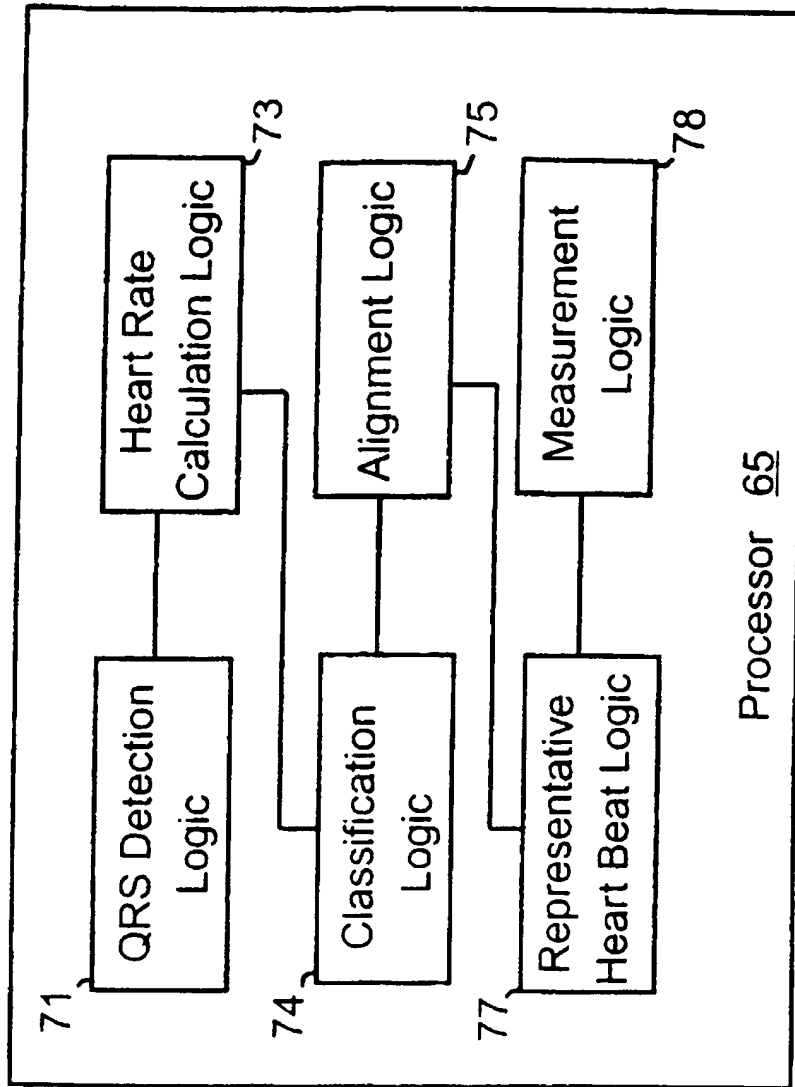 71
QRS Detection
Logic
Heart Rate
Calculation Logic
73
74
Classification
Logic
Alignment Logic
75
77
Representative
Heart Beat Logic
Measurement
Logic
78
Processor 65